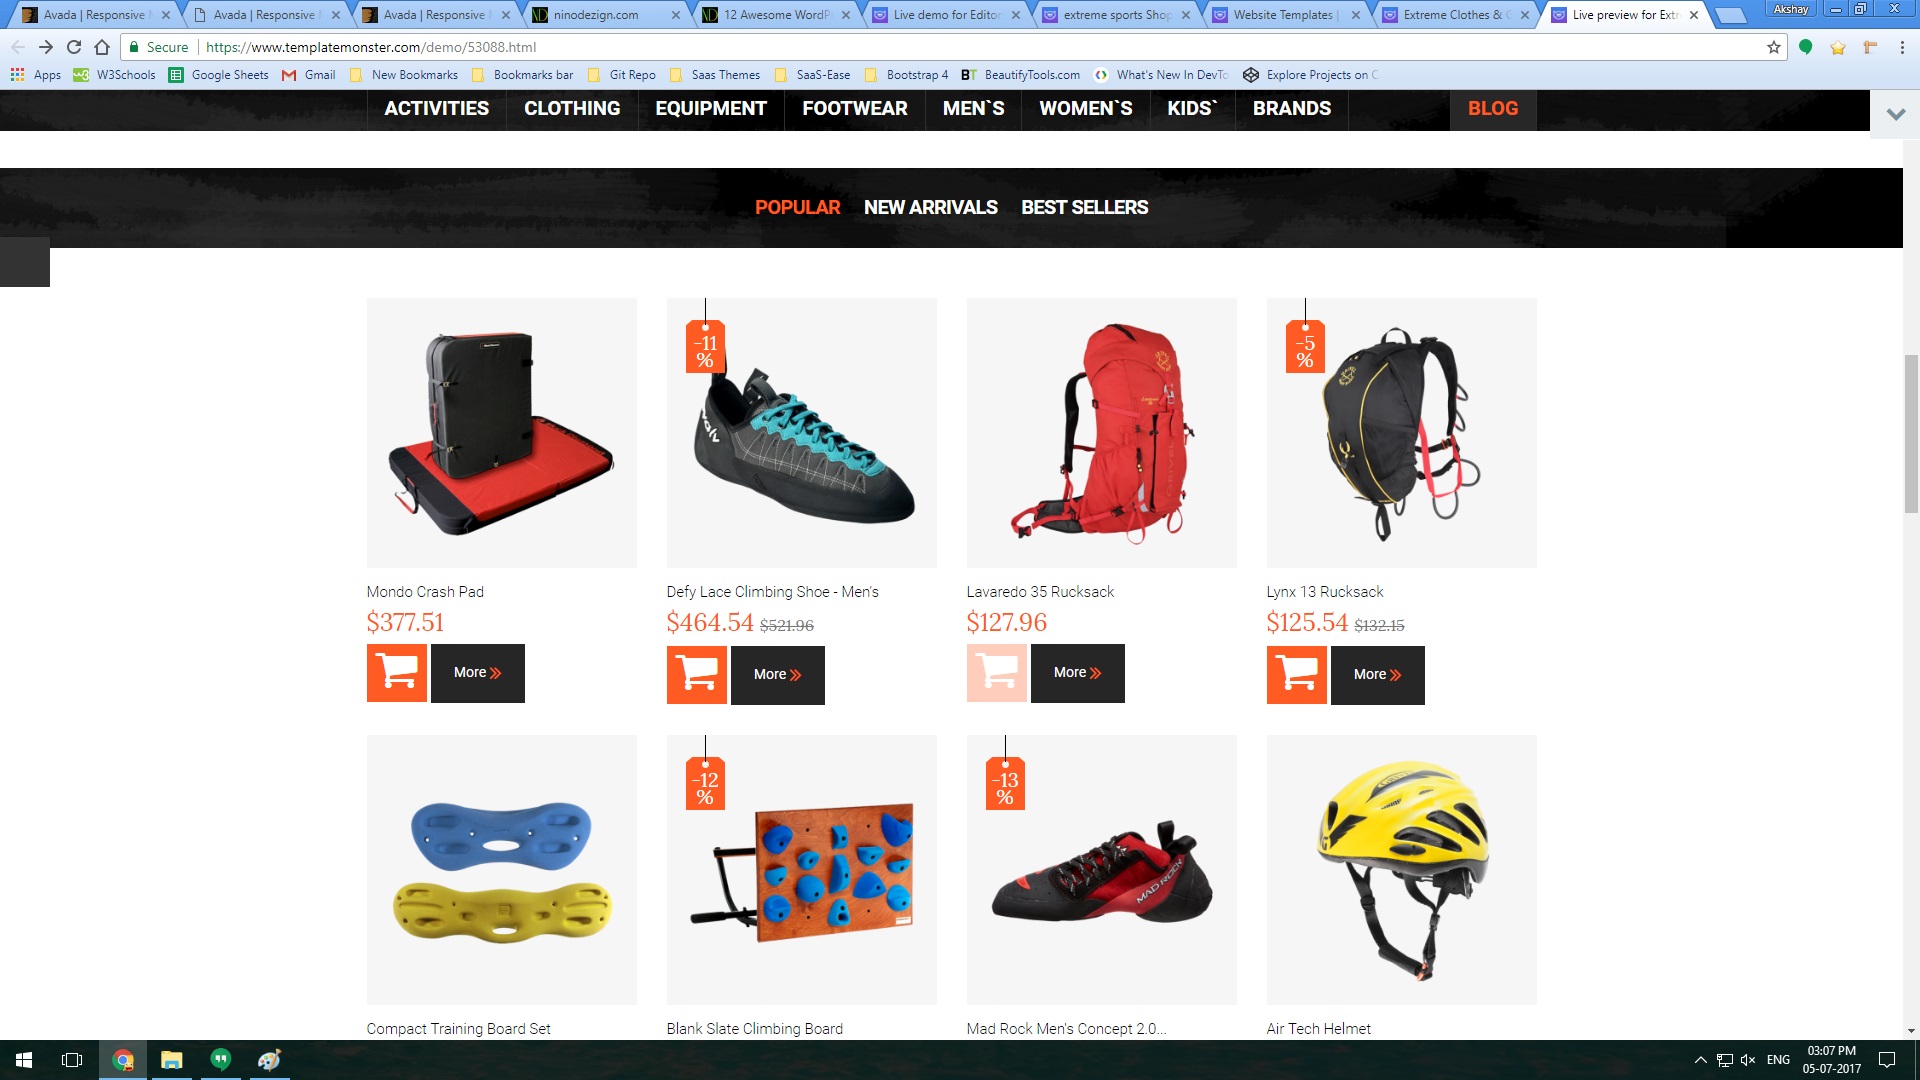 Avada | Responsive
Avada | Responsive
Avada | Responsive
ninodezign.com
12 Awesome WordP
Live demo for Editor
extreme sports Shop
Website Templates |
Extreme Clothes & G
Live preview for Extr
Akshay
Secure https://www.templatemonster.com/demo/53088.html
Apps W3Schools Google Sheets Gmail New Bookmarks Bookmarks bar Git Repo Saas Themes SaaS-Ease Bootstrap 4 BeautifyTools.com What's New In DevTo Explore Projects on C
ACTIVITIES CLOTHING EQUIPMENT FOOTWEAR MEN`S WOMEN`S KIDS` BRANDS BLOG
POPULAR NEW ARRIVALS BEST SELLERS
-11
%
-5
%
Mondo Crash Pad
$377.51
More
Defy Lace Climbing Shoe - Men's
$464.54 $521.96
More
Lavaredo 35 Rucksack
$127.96
More
Lynx 13 Rucksack
$125.54 $132.15
More
-12
%
-13
%
MAD ROCK
Compact Training Board Set
Blank Slate Climbing Board
Mad Rock Men's Concept 2.0...
Air Tech Helmet
ENG
03:07 PM
05-07-2017